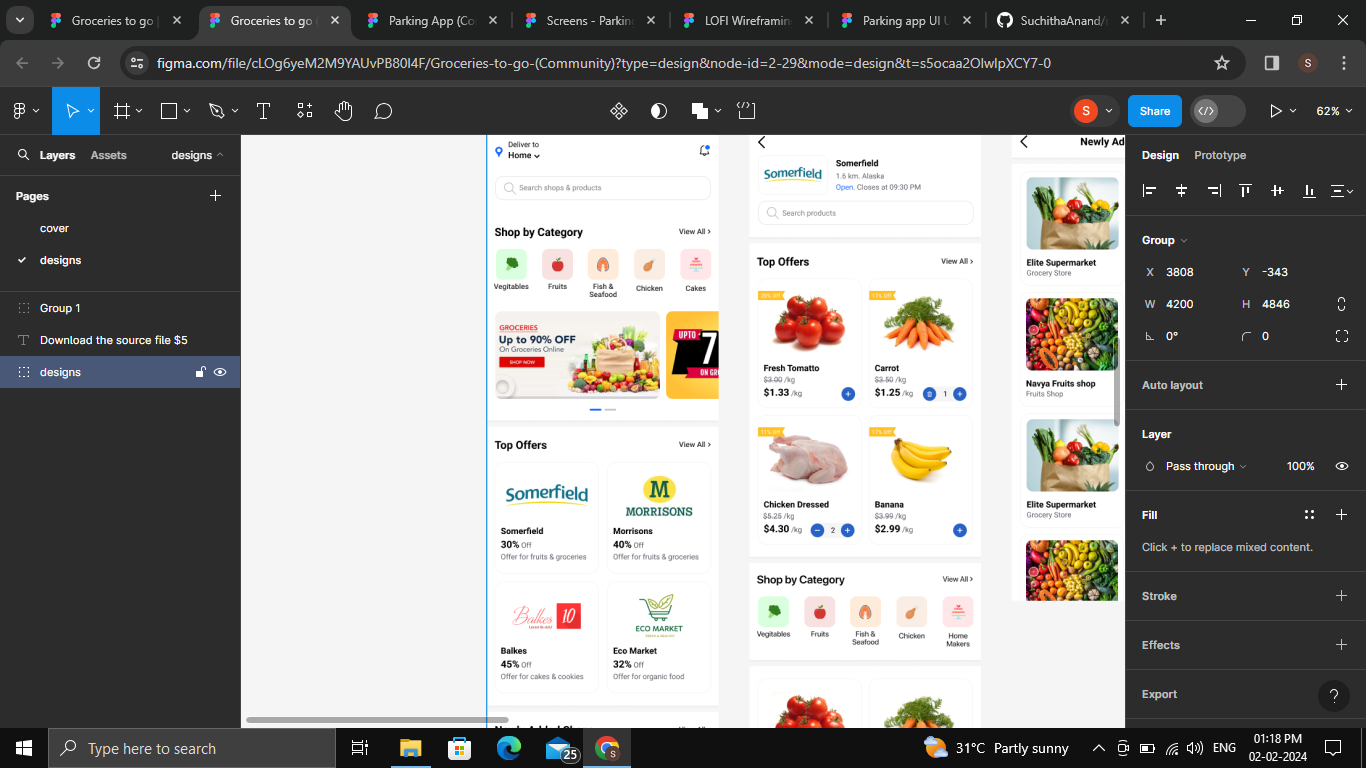 Groceries to go |
Groceries to go (
Parking App (Co
Screens - Parkin
LOFI Wireframin
Parking app UI
SuchithaAnand/
figma.com/file/cLOg6yeM2M9YAUvPB80I4F/Groceries-to-go-(Community)?type=design&node-id=2-29&mode=design&t=s5ocaa2OlwIpXCY7-0
S
S
Share
62%
Layers
Assets
designs
Pages
cover
designs
Group 1
Download the source file $5
designs
Deliver to
Home
Search shops & products
Shop by Category
View All >
Vegitables
Fruits
Fish &
Seafood
Chicken
Cakes
GROCERIES
Up to 90% OFF
On Groceries Online
SHOP NOW
UPTO
7
ON GR
Top Offers
View All >
Somerfield
M
MORRISONS
Somerfield
30% Off
Offer for fruits & groceries
Morrisons
40% Off
Offer for fruits & groceries
Balkes
10
ECO MARKET
Balkes
45% Off
Offer for cakes & cookies
Eco Market
32% Off
Offer for organic food
Somerfield
Somerfield
1.6 km. Alaska
Open. Closes at 09:30 PM
Search products
Top Offers
View All >
17% Off
Fresh Tomatto
$3.00 /kg
$1.33 /kg
Carrot
$3.50 /kg
$1.25 /kg
1
11% Off
17% Off
Chicken Dressed
$5.25 /kg
$4.30 /kg
2
Banana
$3.99 /kg
$2.99 /kg
Shop by Category
View All >
Vegitables
Fruits
Fish &
Seafood
Chicken
Home
Makers
Newly Ad
Elite Supermarket
Grocery Store
Navya Fruits shop
Fruits Shop
Elite Supermarket
Grocery Store
Design
Prototype
Group
X 3808
Y -343
W 4200
H 4846
0°
0
Auto layout
Layer
Pass through
100%
Fill
Click + to replace mixed content.
Stroke
Effects
Export
?
Type here to search
25
S
31°C Partly sunny
ENG
01:18 PM
02-02-2024